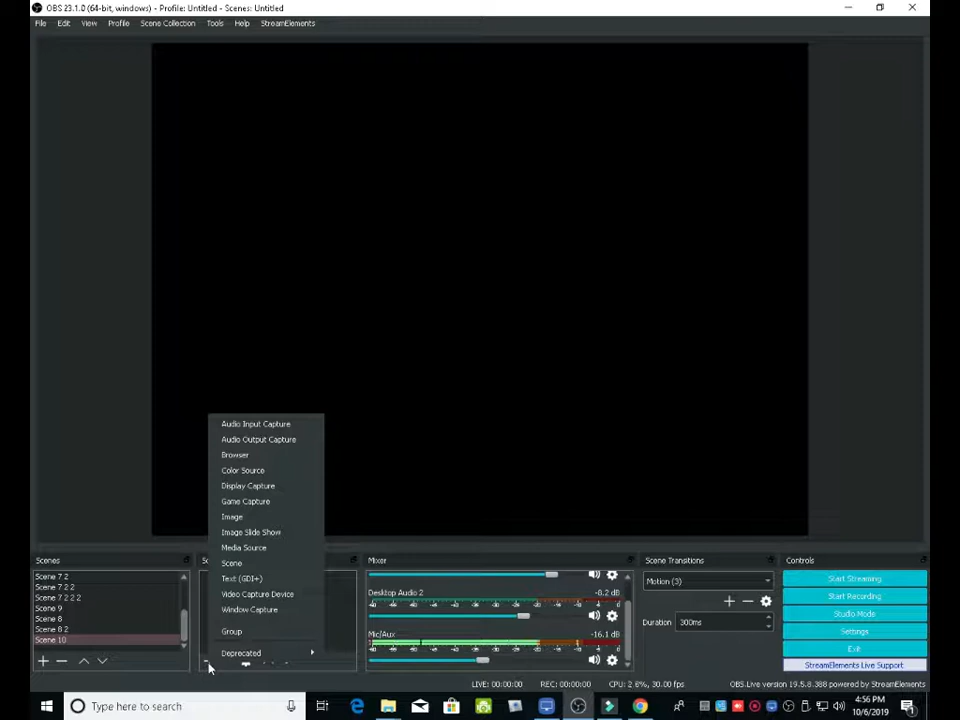 OBS 23.1.0 (64-bit, windows) - Profile: Untitled - Scenes: Untitled
File Edit View Profile Scene Collection Tools Help StreamElements
Audio Input Capture
Audio Output Capture
Browser
Color Source
Display Capture
Game Capture
Image
Image Slide Show
Media Source
Scene
Text (GDI+)
Video Capture Device
Window Capture
Group
Deprecated
Scenes
Scene 7 2
Scene 7 2 2
Scene 7 2 2 2
Scene 9
Scene 8
Scene 8 2
Scene 10
Mixer
Desktop Audio 2 -8.2 dB
Mic/Aux -16.1 dB
Scene Transitions
Motion (3)
Duration 300ms
Controls
Start Streaming
Start Recording
Studio Mode
Settings
Exit
StreamElements Live Support
LIVE: 00:00:00 REC: 00:00:00 CPU: 2.8%, 30.00 fps OBS.Live version 19.5.8.388 powered by StreamElements
Type here to search
4:56 PM
10/6/2019